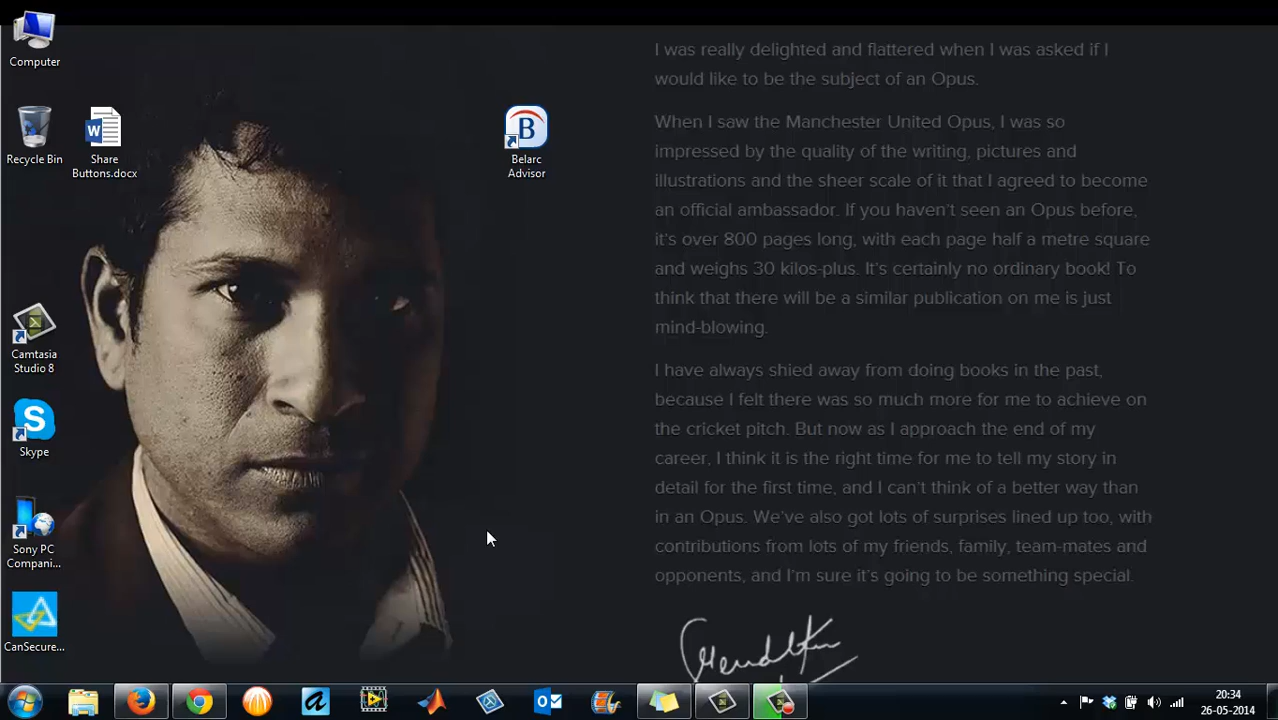 Computer
Recycle Bin
Share
Buttons.docx
Belarc
Advisor
Camtasia
Studio 8
Skype
Sony PC
Compani...
CanSecure...
I was really delighted and flattered when I was asked if I
would like to be the subject of an Opus.
When I saw the Manchester United Opus, I was so
impressed by the quality of the writing, pictures and
illustrations and the sheer scale of it that I agreed to become
an official ambassador. If you haven't seen an Opus before,
it's over 800 pages long, with each page half a metre square
and weighs 30 kilos-plus. It's certainly no ordinary book! To
think that there will be a similar publication on me is just
mind-blowing.
I have always shied away from doing books in the past,
because I felt there was so much more for me to achieve on
the cricket pitch. But now as I approach the end of my
career, I think it is the right time for me to tell my story in
detail for the first time, and I can't think of a better way than
in an Opus. We've also got lots of surprises lined up too, with
contributions from lots of my friends, family, team-mates and
opponents, and I'm sure it's going to be something special.
20:34
26-05-2014